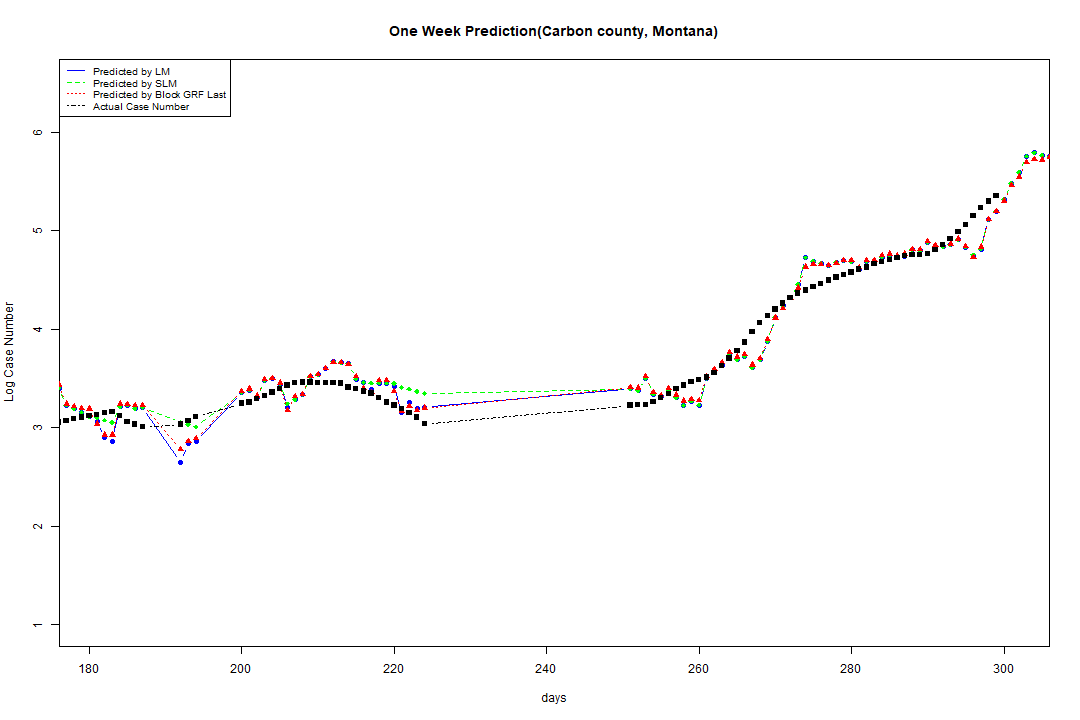 One Week Prediction(Carbon county, Montana)
Predicted by LM
Predicted by SLM
Predicted by Block GRF Last
Actual Case Number
Log Case Number
6
5
4
3
2
1
180 200 220 240 260 280 300
days